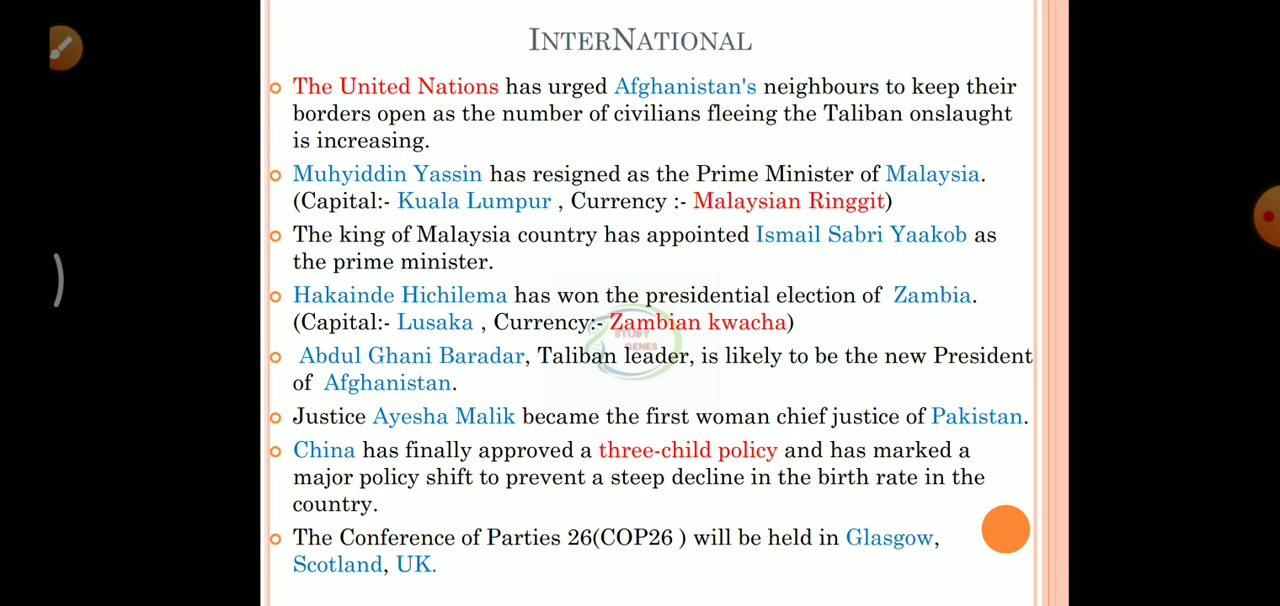 InterNational
The United Nations has urged Afghanistan's neighbours to keep their
borders open as the number of civilians fleeing the Taliban onslaught
is increasing.
Muhyiddin Yassin has resigned as the Prime Minister of Malaysia.
(Capital:- Kuala Lumpur , Currency :- Malaysian Ringgit)
The king of Malaysia country has appointed Ismail Sabri Yaakob as
the prime minister.
Hakainde Hichilema has won the presidential election of Zambia.
(Capital:- Lusaka , Currency:- Zambian kwacha)
STUDY
GENES
Abdul Ghani Baradar, Taliban leader, is likely to be the new President
of Afghanistan.
Justice Ayesha Malik became the first woman chief justice of Pakistan.
China has finally approved a three-child policy and has marked a
major policy shift to prevent a steep decline in the birth rate in the
country.
The Conference of Parties 26(COP26 ) will be held in Glasgow,
Scotland, UK.